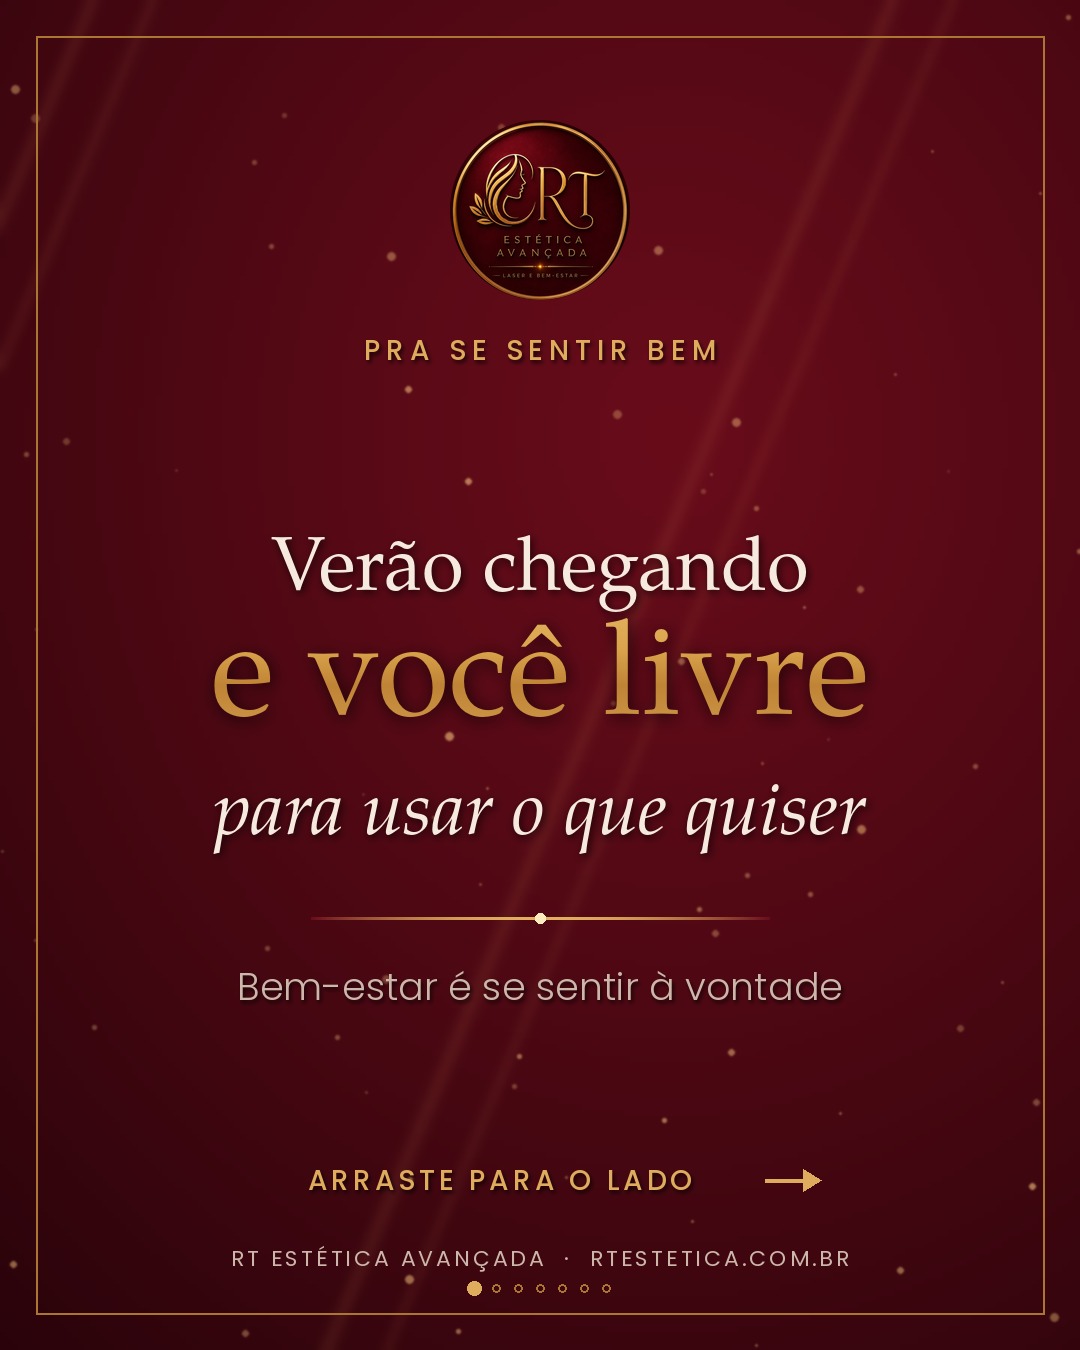 RT
ESTÉTICA
AVANÇADA
LASER E BEM-ESTAR
PRA SE SENTIR BEM
Verão chegando
e você livre
para usar o que quiser
Bem-estar é se sentir à vontade
ARRASTE PARA O LADO
RT ESTÉTICA AVANÇADA · RTESTETICA.COM.BR